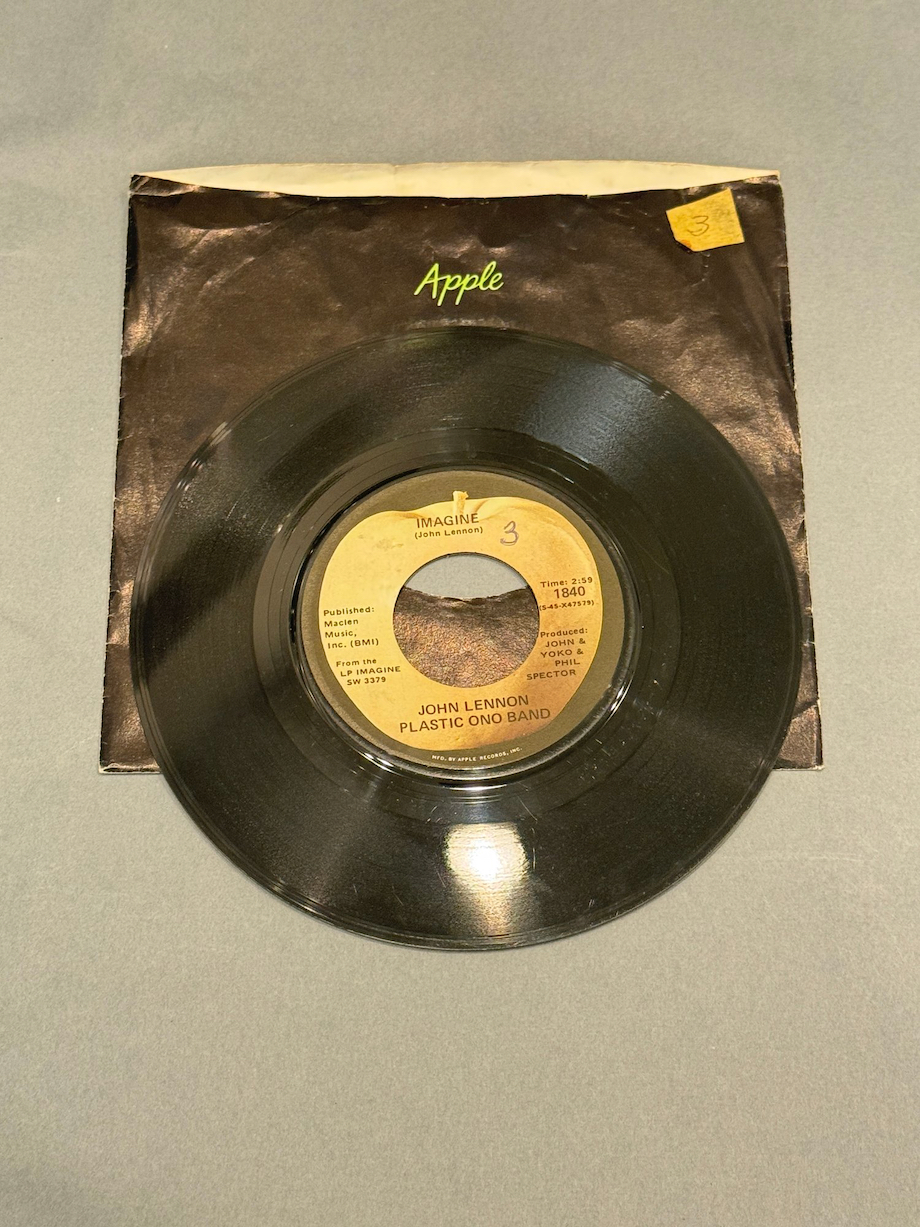 3
Apple
IMAGINE
(John Lennon)
3
Time: 2:59
1840
(S-45-X47579)
Published:
Maclen
Music,
Inc. (BMI)
From the
LP IMAGINE
SW 3379
Produced:
JOHN &
YOKO &
PHIL
SPECTOR
JOHN LENNON
PLASTIC ONO BAND
MFD. BY APPLE RECORDS, INC.